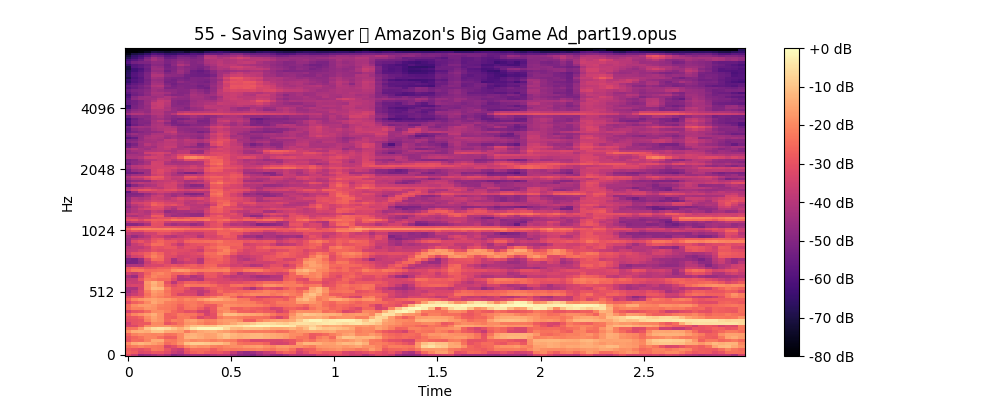 55 - Saving Sawyer ▯ Amazon's Big Game Ad_part19.opus
+0 dB
-10 dB
-20 dB
-30 dB
-40 dB
-50 dB
-60 dB
-70 dB
-80 dB
4096
2048
1024
512
0
Hz
0
0.5
1
1.5
2
2.5
Time